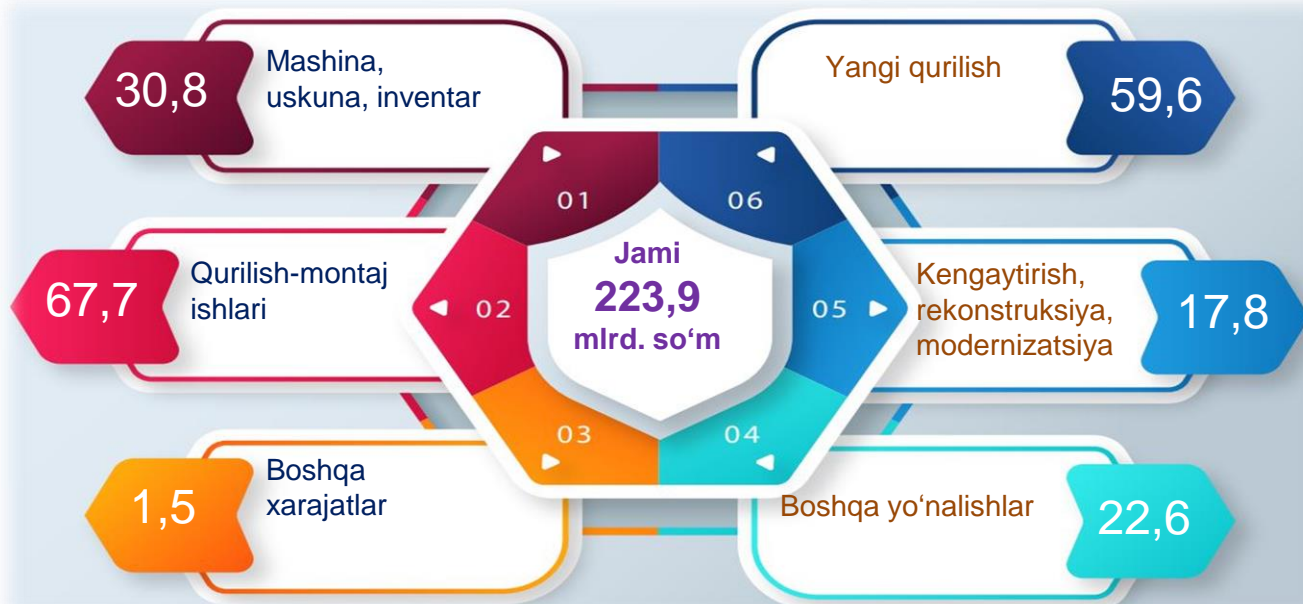 30,8
Mashina,
uskuna, inventar
Yangi qurilish
59,6
01
06
67,7
Qurilish-montaj
ishlari
02
Jami
223,9
mlrd. so‘m
05
Kengaytirish,
rekonstruksiya,
modernizatsiya
17,8
03
04
1,5
Boshqa
xarajatlar
Boshqa yo‘nalishlar
22,6